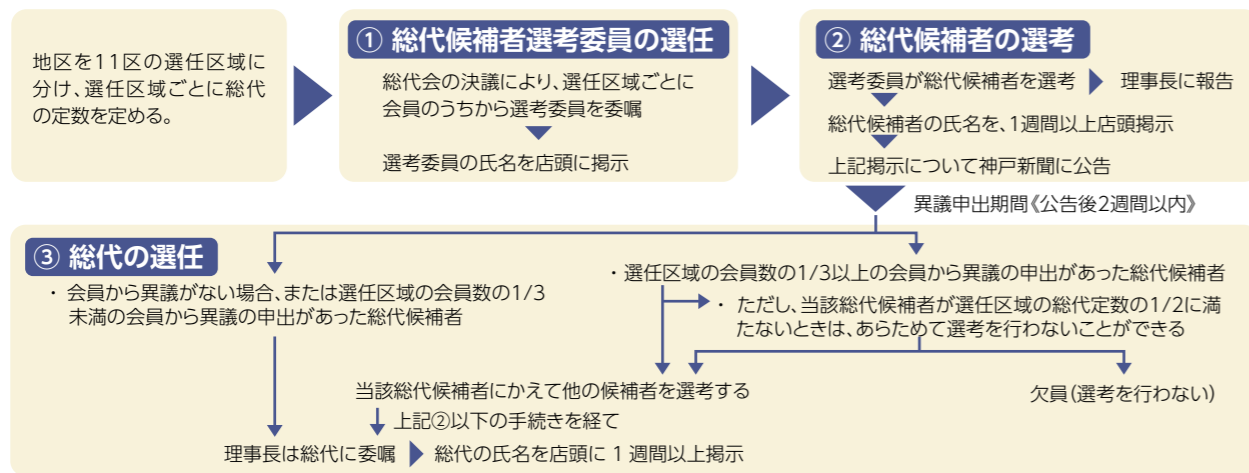 地区を11区の選任区域に
分け、選任区域ごとに総代
の定数を定める。
① 総代候補者選考委員の選任
総代会の決議により、選任区域ごとに
会員のうちから選考委員を委嘱
選考委員の氏名を店頭に掲示
② 総代候補者の選考
選考委員が総代候補者を選考 理事長に報告
総代候補者の氏名を、1週間以上店頭掲示
上記掲示について神戸新聞に公告
異議申出期間《公告後2週間以内》
③ 総代の選任
・ 会員から異議がない場合、または選任区域の会員数の1/3
未満の会員から異議の申出があった総代候補者
・ 選任区域の会員数の1/3以上の会員から異議の申出があった総代候補者
・ ただし、当該総代候補者が選任区域の総代定数の1/2に満
たないときは、あらためて選考を行わないことができる
当該総代候補者にかえて他の候補者を選考する
欠員(選考を行わない)
上記②以下の手続きを経て
理事長は総代に委嘱 総代の氏名を店頭に 1 週間以上掲示